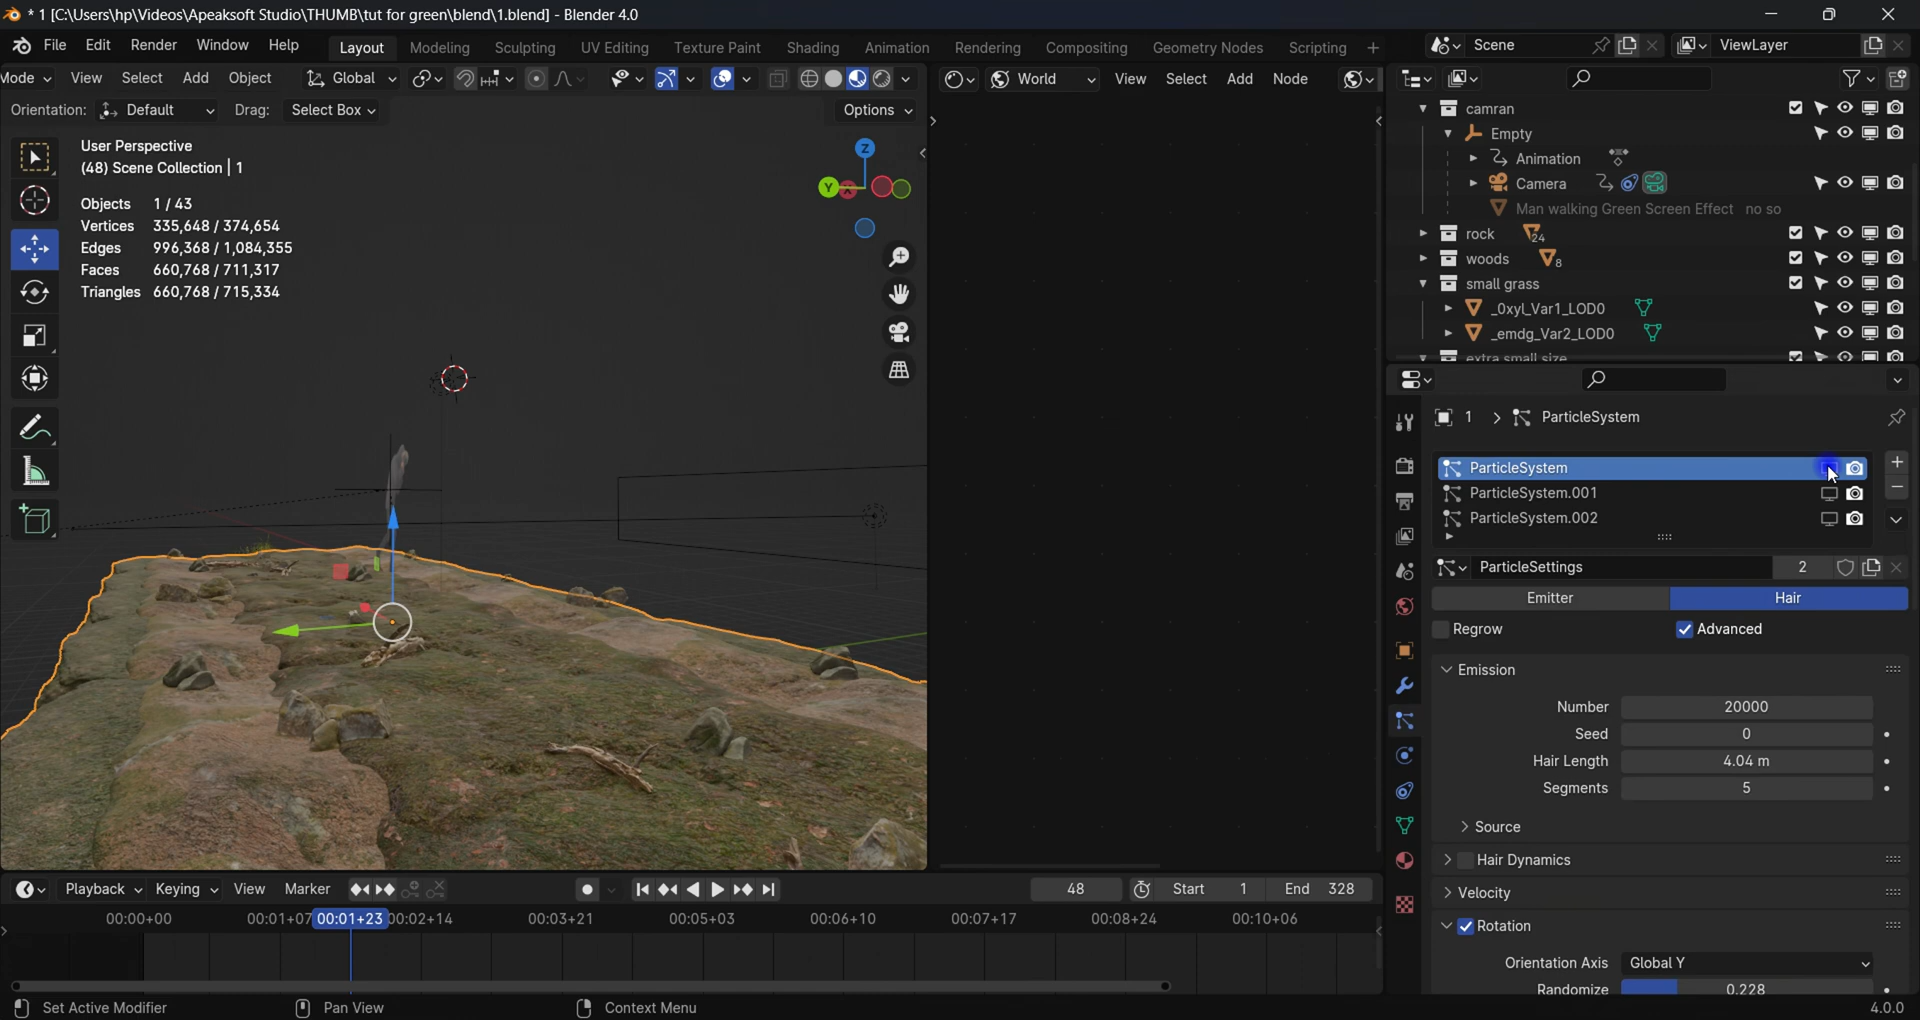 * 1 [C:\Users\hp\Videos\Apeaksoft Studio\THUMB\tut for green\blend\1.blend] - Blender 4.0
File Edit Render Window Help Layout Modeling Sculpting UV Editing Texture Paint Shading Animation Rendering Compositing Geometry Nodes Scripting + Scene ViewLayer
Mode View Select Add Object Global Options
Orientation: Default Drag: Select Box
World View Select Add Node
User Perspective
(48) Scene Collection | 1
Objects 1 / 43
Vertices 335,648 / 374,654
Edges 996,368 / 1,084,355
Faces 660,768 / 711,317
Triangles 660,768 / 715,334
Z
Y
X
camran
Empty
Animation
Camera
Man walking Green Screen Effect no so
rock 24
woods 8
small grass
_0xyl_Var1_LOD0
_emdg_Var2_LOD0
extra small size
1 > ParticleSystem
ParticleSystem
ParticleSystem.001
ParticleSystem.002
ParticleSettings 2
Emitter Hair
Regrow Advanced
Emission
Number 20000
Seed 0
Hair Length 4.04 m
Segments 5
Source
Hair Dynamics
Velocity
Rotation
Orientation Axis Global Y
Randomize 0.228
Playback Keying View Marker 48 Start 1 End 328
00:00+00 00:01+07 00:01+23 00:02+14 00:03+21 00:05+03 00:06+10 00:07+17 00:08+24 00:10+06
Set Active Modifier Pan View Context Menu 4.0.0